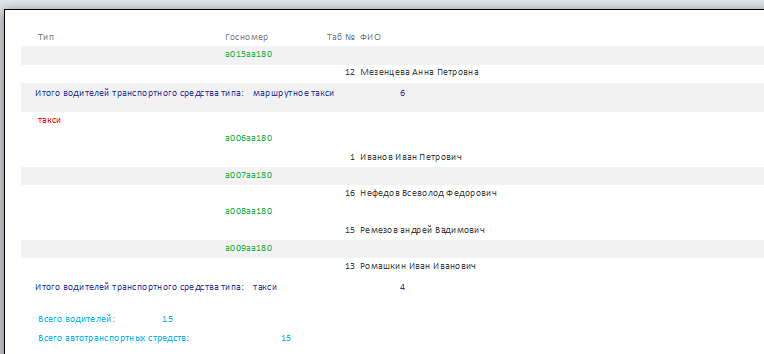 Тип Госномер Таб № ФИО
а015аа180
12 Мезенцева Анна Петровна
Итого водителей транспортного средства типа: маршрутное такси 6
такси
а006аа180
1 Иванов Иван Петрович
а007аа180
16 Нефедов Всеволод Федорович
а008аа180
15 Ремезов андрей Вадимович
а009аа180
13 Ромашкин Иван Иванович
Итого водителей транспортного средства типа: такси 4
Всего водителей: 15
Всего автотранспортных стредств: 15